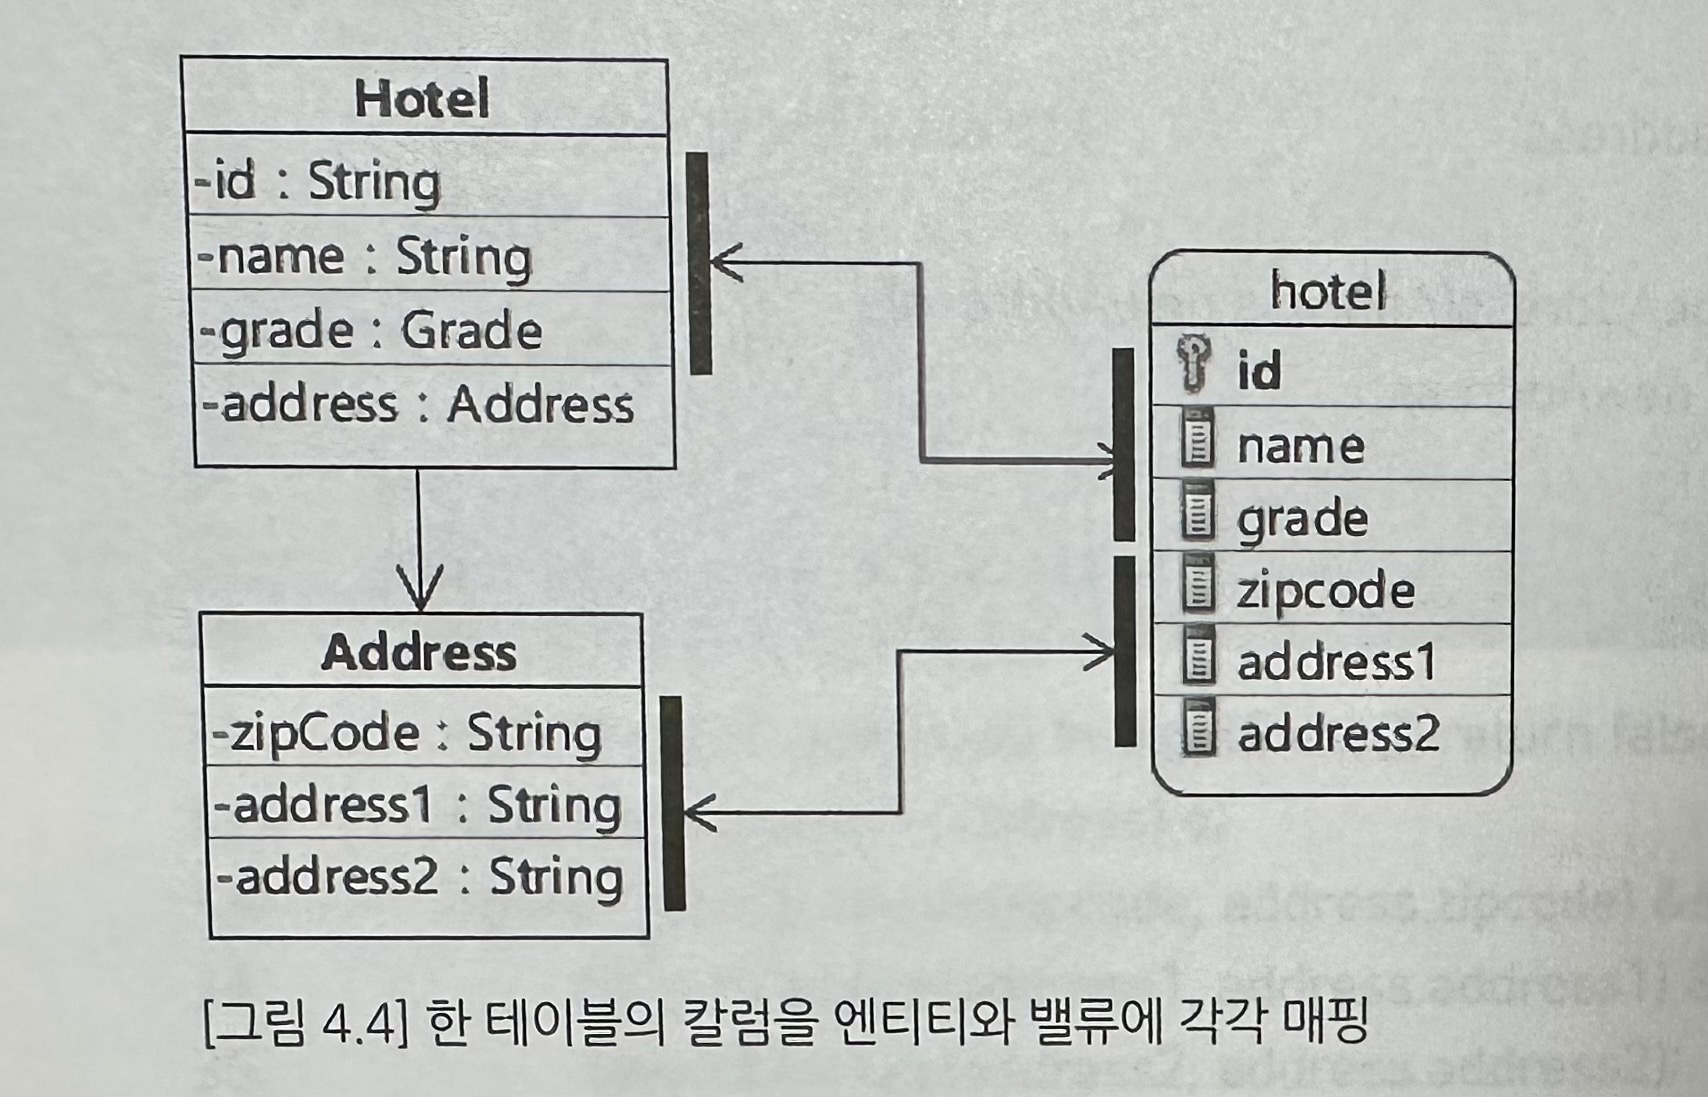 Hotel
-id : String
-name : String
-grade : Grade
-address : Address
Address
-zipCode : String
-address1 : String
-address2 : String
hotel
id
name
grade
zipcode
address1
address2
[그림 4.4] 한 테이블의 칼럼을 엔티티와 밸류에 각각 매핑